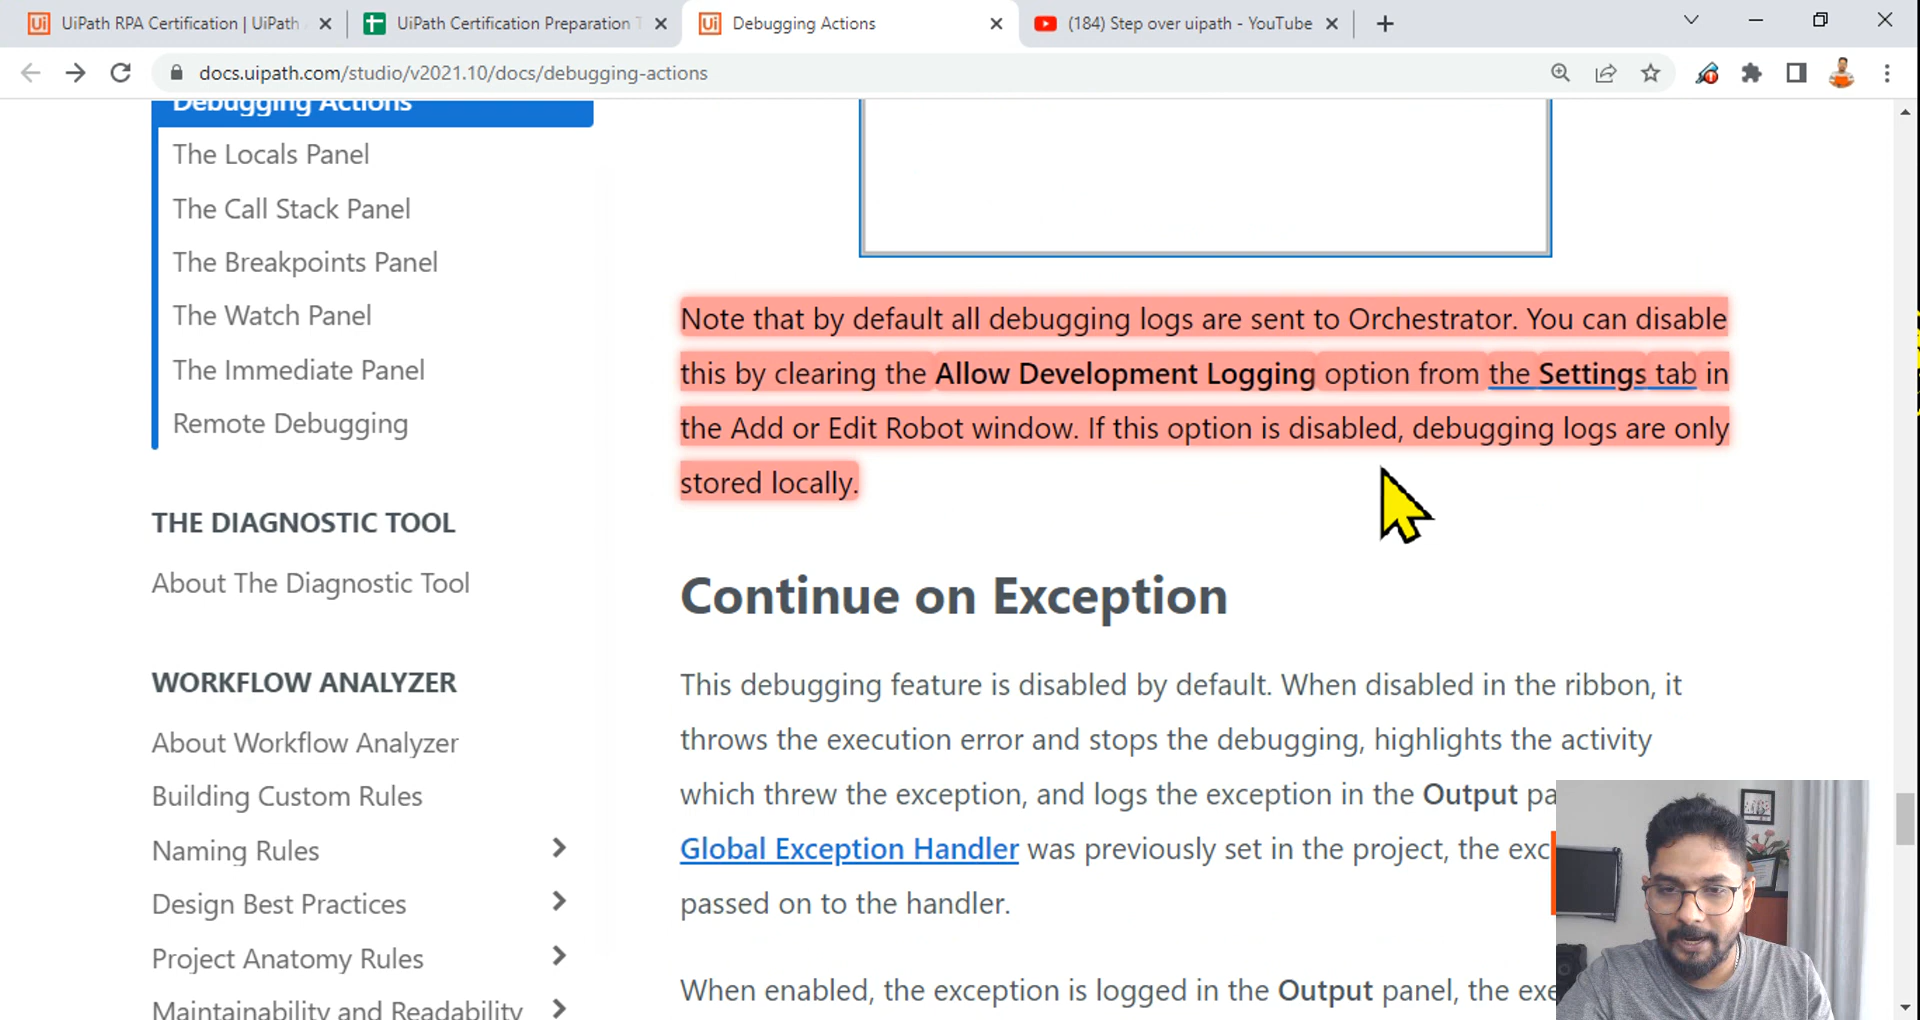 UiPath RPA Certification | UiPath
UiPath Certification Preparation
Debugging Actions
(184) Step over uipath - YouTube
docs.uipath.com/studio/v2021.10/docs/debugging-actions
Debugging Actions
The Locals Panel
The Call Stack Panel
The Breakpoints Panel
The Watch Panel
The Immediate Panel
Remote Debugging
THE DIAGNOSTIC TOOL
About The Diagnostic Tool
WORKFLOW ANALYZER
About Workflow Analyzer
Building Custom Rules
Naming Rules
Design Best Practices
Project Anatomy Rules
Maintainability and Readability
Note that by default all debugging logs are sent to Orchestrator. You can disable
this by clearing the Allow Development Logging option from the Settings tab in
the Add or Edit Robot window. If this option is disabled, debugging logs are only
stored locally.
Continue on Exception
This debugging feature is disabled by default. When disabled in the ribbon, it
throws the execution error and stops the debugging, highlights the activity
which threw the exception, and logs the exception in the Output
Global Exception Handler was previously set in the project, the
passed on to the handler.
When enabled, the exception is logged in the Output panel, the